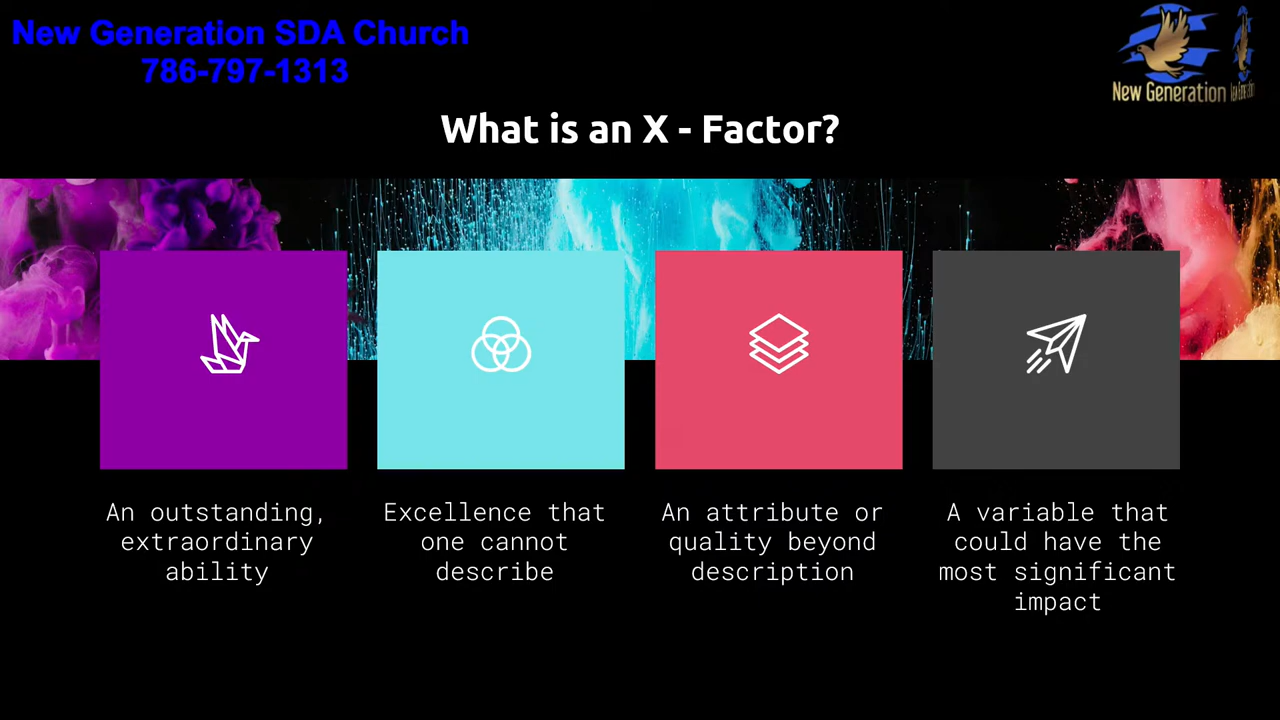 New Generation SDA Church
786-797-1313
New Generation
What is an X - Factor?
An outstanding,
extraordinary
ability
Excellence that
one cannot
describe
An attribute or
quality beyond
description
A variable that
could have the
most significant
impact